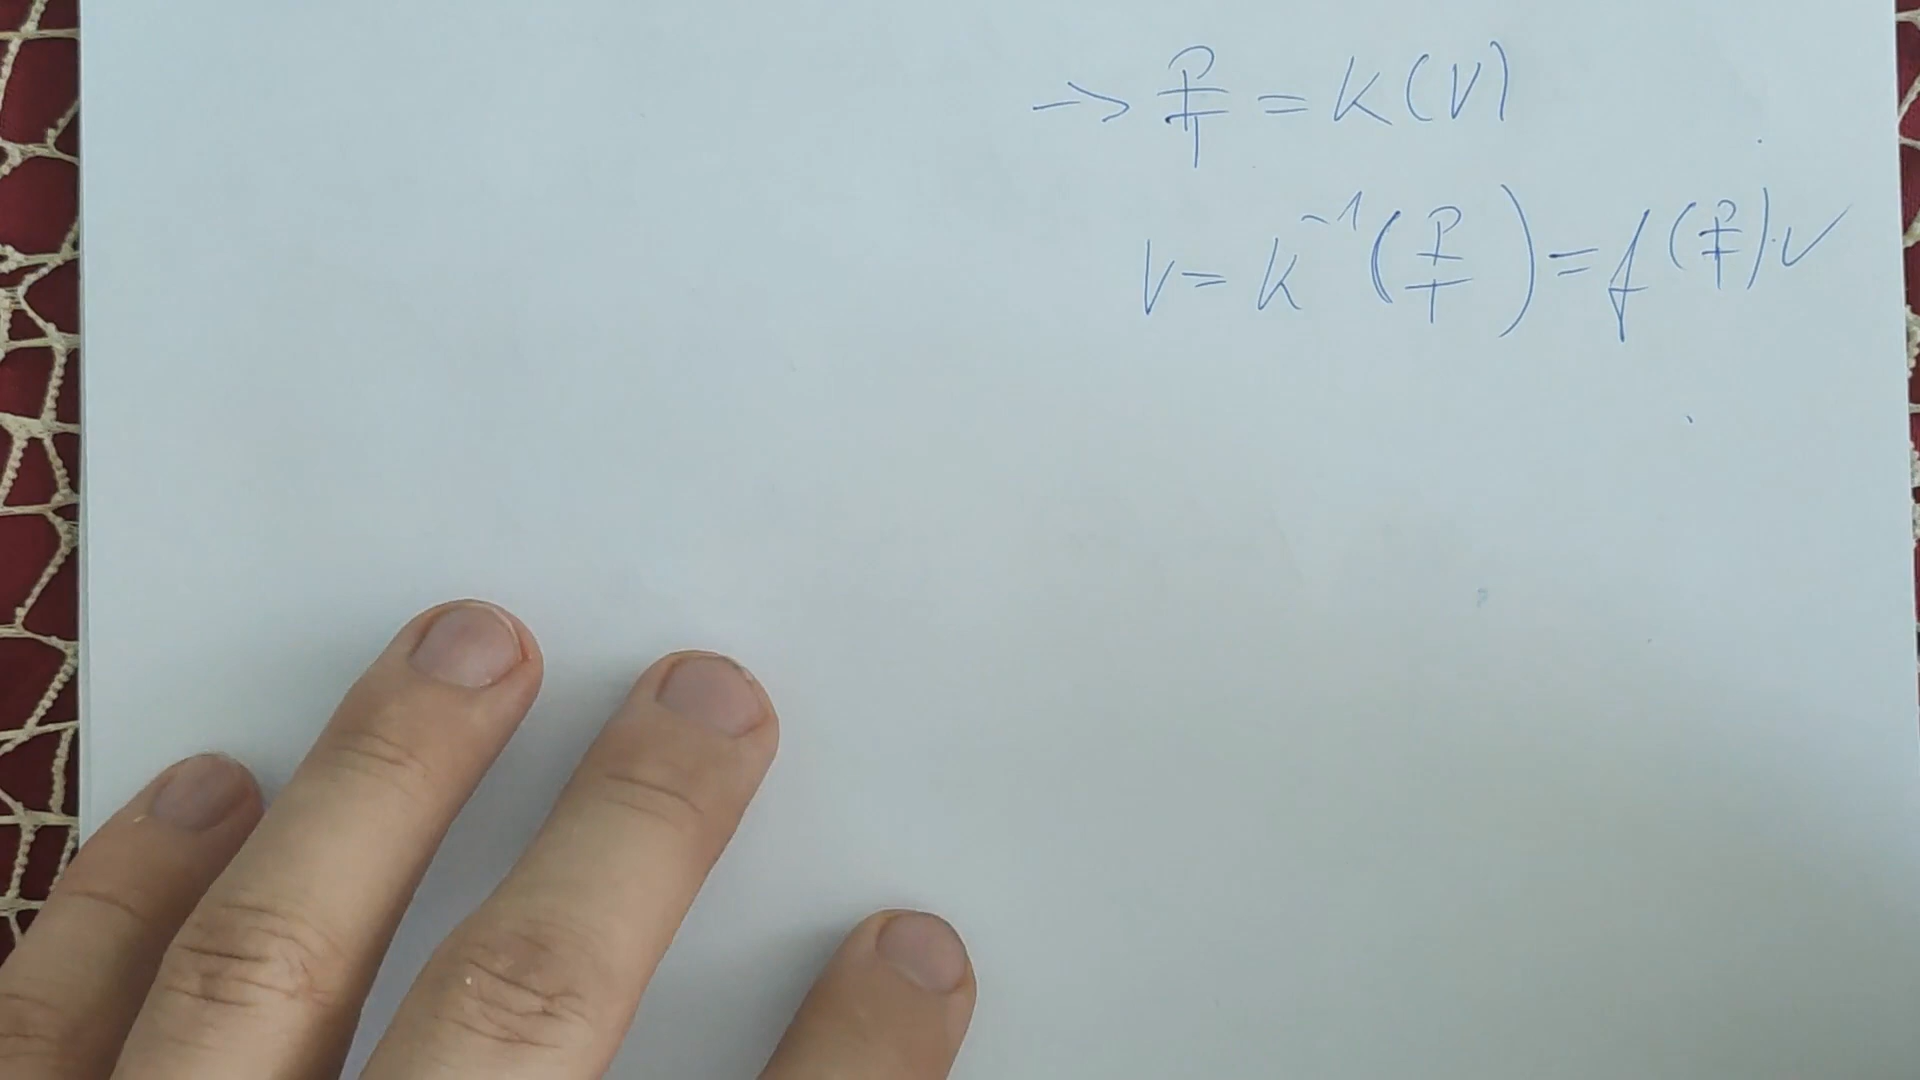 → P/T = K(V)
V = K⁻¹(P/T) = f(P/T)·ν